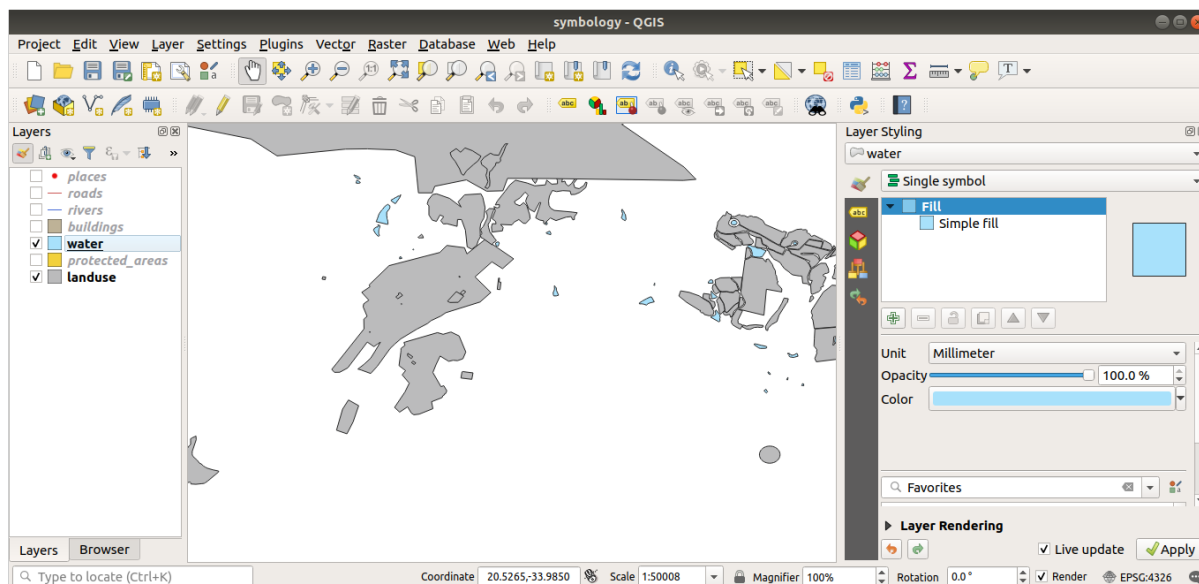 symbology - QGIS
Project Edit View Layer Settings Plugins Vector Raster Database Web Help
Layers
places
roads
rivers
buildings
water
protected_areas
landuse
Layers Browser
Layer Styling
water
Single symbol
Fill
Simple fill
Unit Millimeter
Opacity 100.0 %
Color
Favorites
Layer Rendering
Live update Apply
Type to locate (Ctrl+K) Coordinate 20.5265,-33.9850 Scale 1:50008 Magnifier 100% Rotation 0.0° Render EPSG:4326